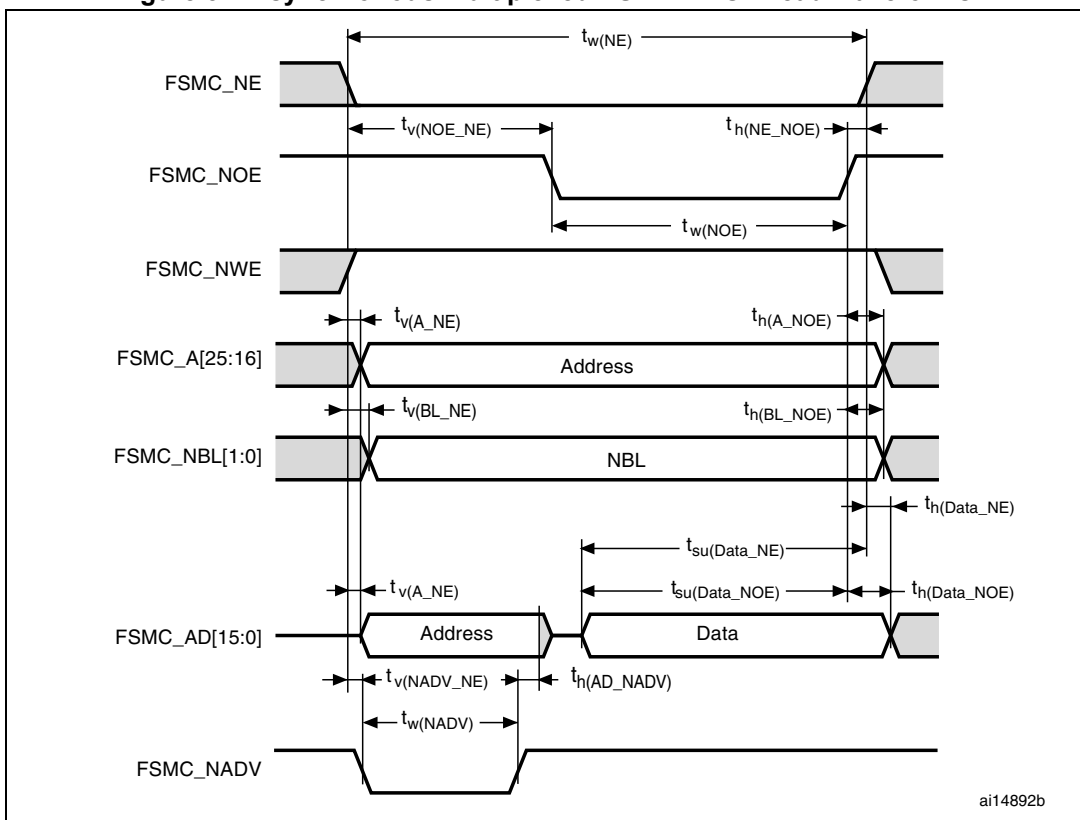 tw(NE)
FSMC_NE
tv(NOE_NE)
th(NE_NOE)
FSMC_NOE
tw(NOE)
FSMC_NWE
tv(A_NE)
th(A_NOE)
FSMC_A[25:16]
Address
tv(BL_NE)
th(BL_NOE)
FSMC_NBL[1:0]
NBL
th(Data_NE)
tsu(Data_NE)
tv(A_NE)
tsu(Data_NOE)
th(Data_NOE)
FSMC_AD[15:0]
Address
Data
tv(NADV_NE)
th(AD_NADV)
tw(NADV)
FSMC_NADV
ai14892b